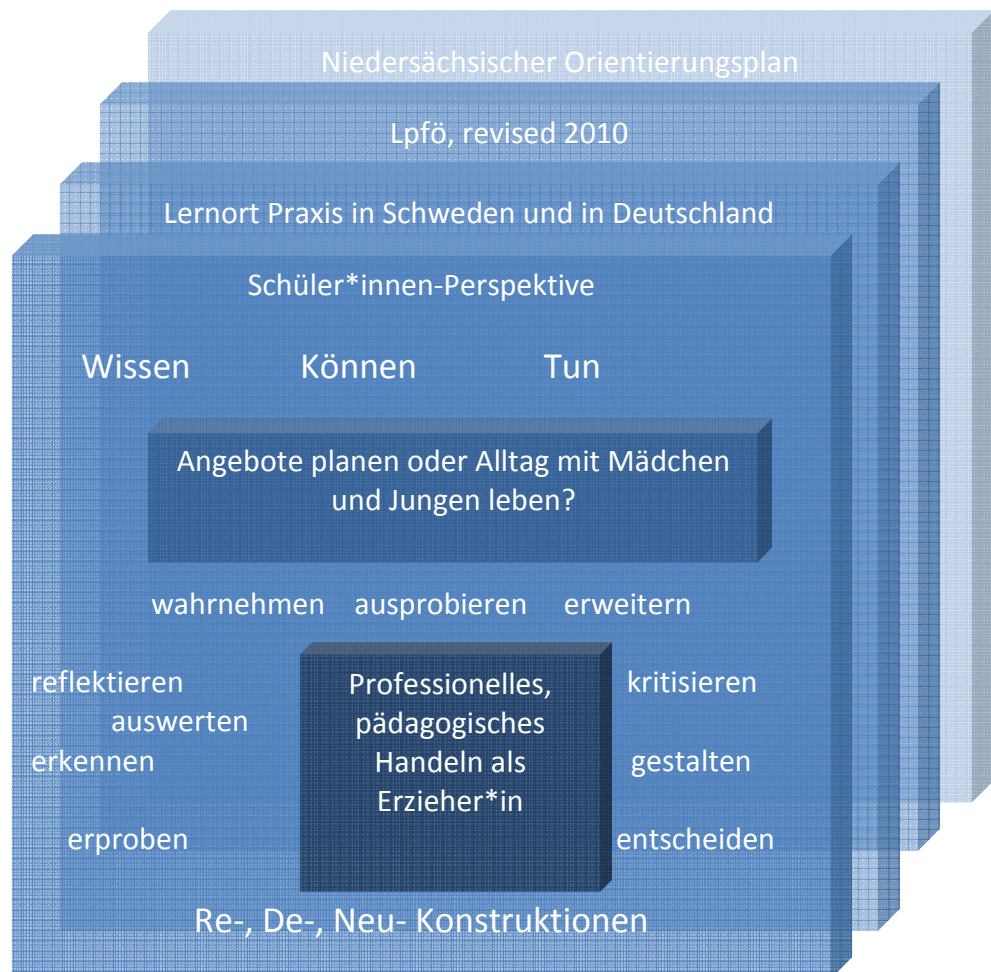 Niedersächsischer Orientierungsplan
Lpfö, revised 2010
Lernort Praxis in Schweden und in Deutschland
Schüler*innen-Perspektive
Wissen Können Tun
Angebote planen oder Alltag mit Mädchen
und Jungen leben?
wahrnehmen ausprobieren erweitern
reflektieren
auswerten
erkennen
erproben
Professionelles,
pädagogisches
Handeln als
Erzieher*in
kritisieren
gestalten
entscheiden
Re-, De-, Neu- Konstruktionen